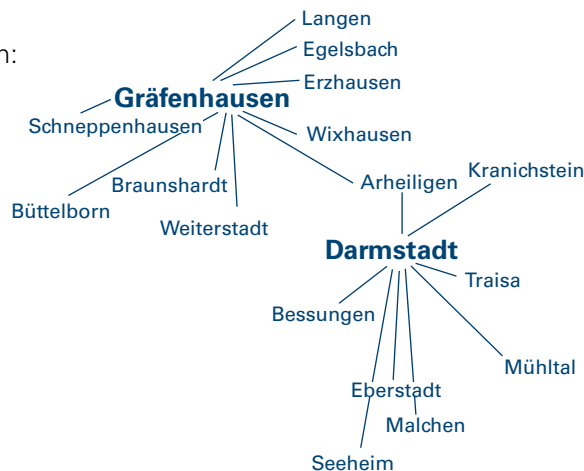 Langen
n:
Egelsbach
Erzhausen
Gräfenhausen
Schneppenhausen
Wixhausen
Kranichstein
Braunshardt
Arheiligen
Büttelborn
Weiterstadt
Darmstadt
Traisa
Bessungen
Mühltal
Eberstadt
Malchen
Seeheim